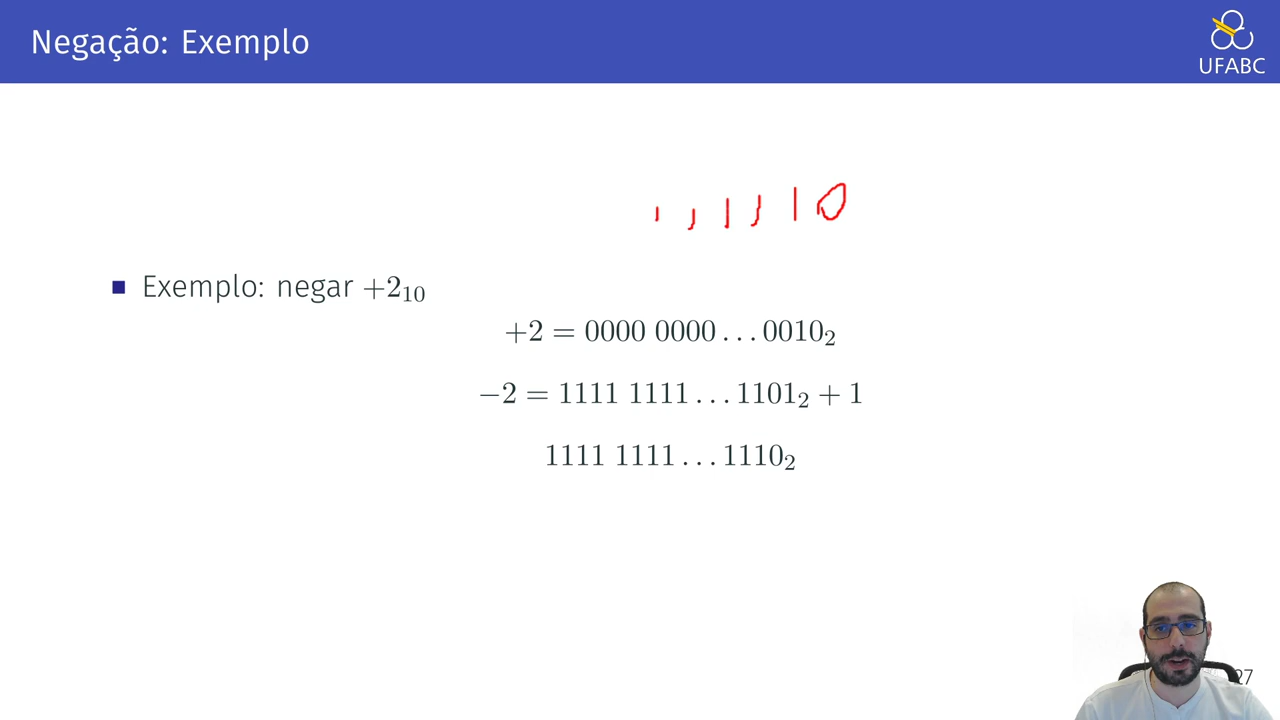 Negação: Exemplo
UFABC
111110
Exemplo: negar +2₁₀
+2 = 0000 0000 . . . 0010₂
−2 = 1111 1111 . . . 1101₂ + 1
1111 1111 . . . 1110₂
27